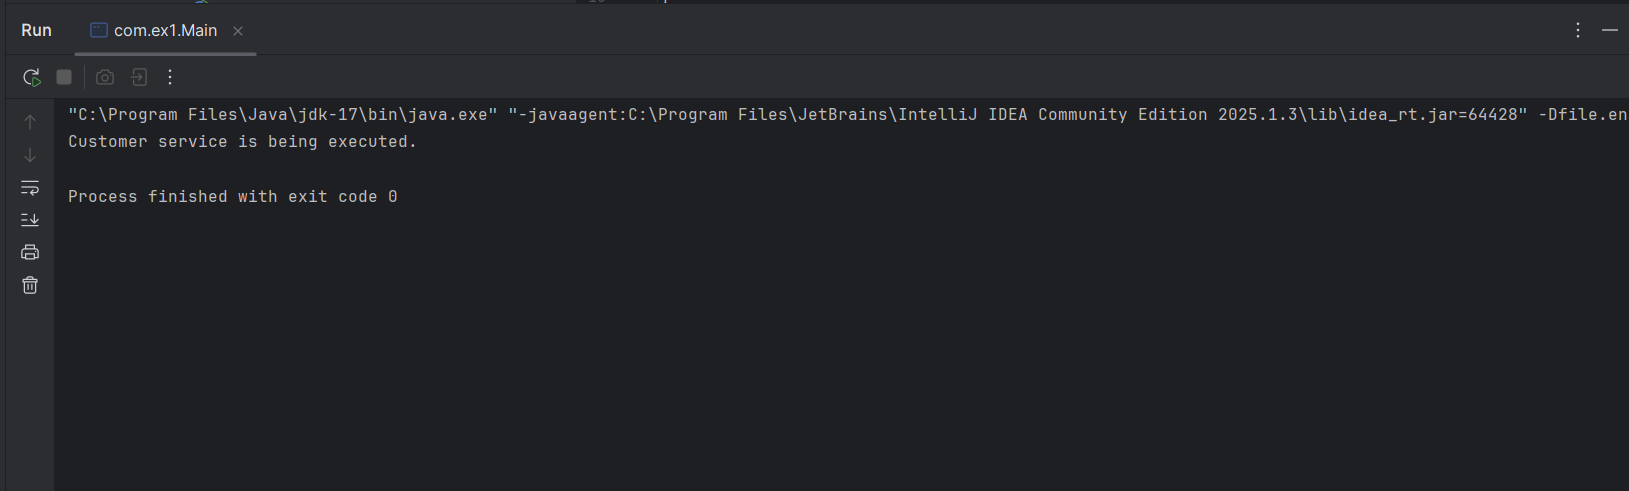 Run com.ex1.Main
"C:\Program Files\Java\jdk-17\bin\java.exe" "-javaagent:C:\Program Files\JetBrains\IntelliJ IDEA Community Edition 2025.1.3\lib\idea_rt.jar=64428" -Dfile.en
Customer service is being executed.
Process finished with exit code 0